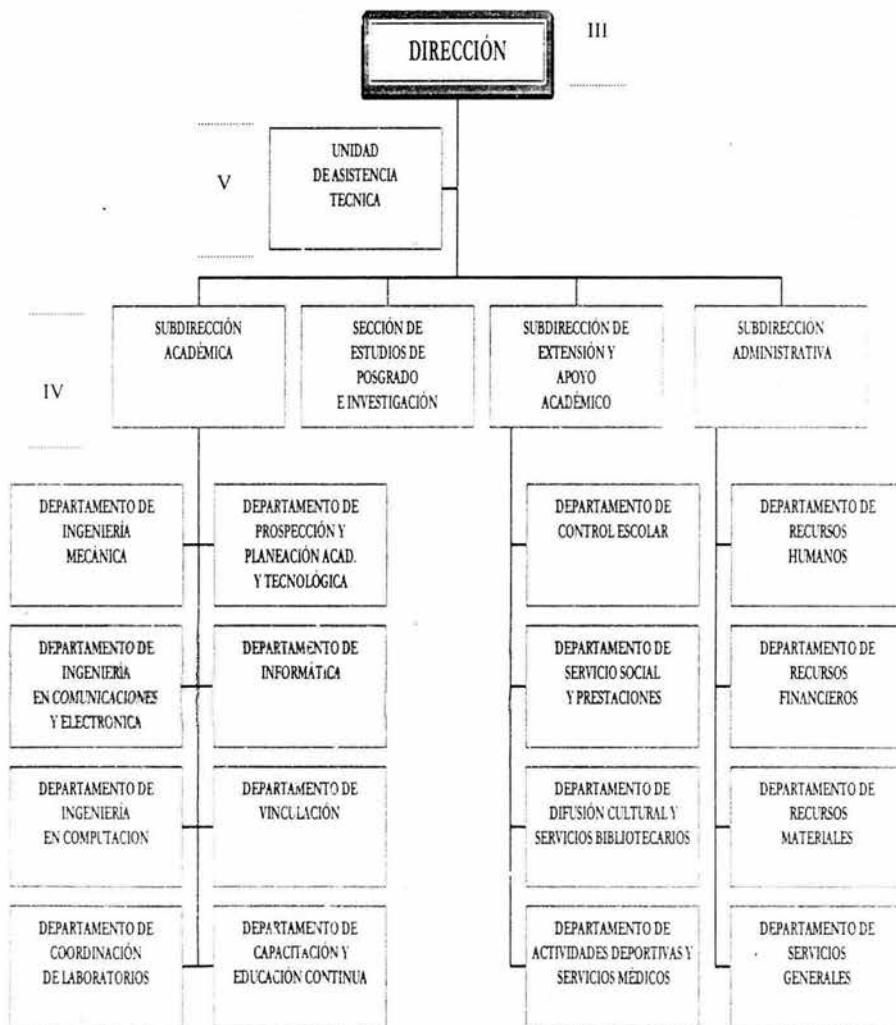 DIRECCIÓN
III
UNIDAD
DE ASISTENCIA
TECNICA
V
SUBDIRECCIÓN
ACADÉMICA
SECCIÓN DE
ESTUDIOS DE
POSGRADO
E INVESTIGACIÓN
SUBDIRECCIÓN DE
EXTENSIÓN Y
APOYO
ACADÉMICO
SUBDIRECCIÓN
ADMINISTRATIVA
IV
DEPARTAMENTO DE
INGENIERÍA
MECÁNICA
DEPARTAMENTO DE
PROSPECCIÓN Y
PLANEACIÓN ACAD.
Y TECNOLÓGICA
DEPARTAMENTO DE
CONTROL ESCOLAR
DEPARTAMENTO DE
RECURSOS
HUMANOS
DEPARTAMENTO DE
INGENIERÍA
EN COMUNICACIONES
Y ELECTRONICA
DEPARTAMENTO DE
INFORMÁTICA
DEPARTAMENTO DE
SERVICIO SOCIAL
Y PRESTACIONES
DEPARTAMENTO DE
RECURSOS
FINANCIEROS
DEPARTAMENTO DE
INGENIERÍA
EN COMPUTACION
DEPARTAMENTO DE
VINCULACIÓN
DEPARTAMENTO DE
DIFUSIÓN CULTURAL Y
SERVICIOS BIBLIOTECARIOS
DEPARTAMENTO DE
RECURSOS
MATERIALES
DEPARTAMENTO DE
COORDINACIÓN
DE LABORATORIOS
DEPARTAMENTO DE
CAPACITACIÓN Y
EDUCACIÓN CONTINUA
DEPARTAMENTO DE
ACTIVIDADES DEPORTIVAS Y
SERVICIOS MÉDICOS
DEPARTAMENTO DE
SERVICIOS
GENERALES